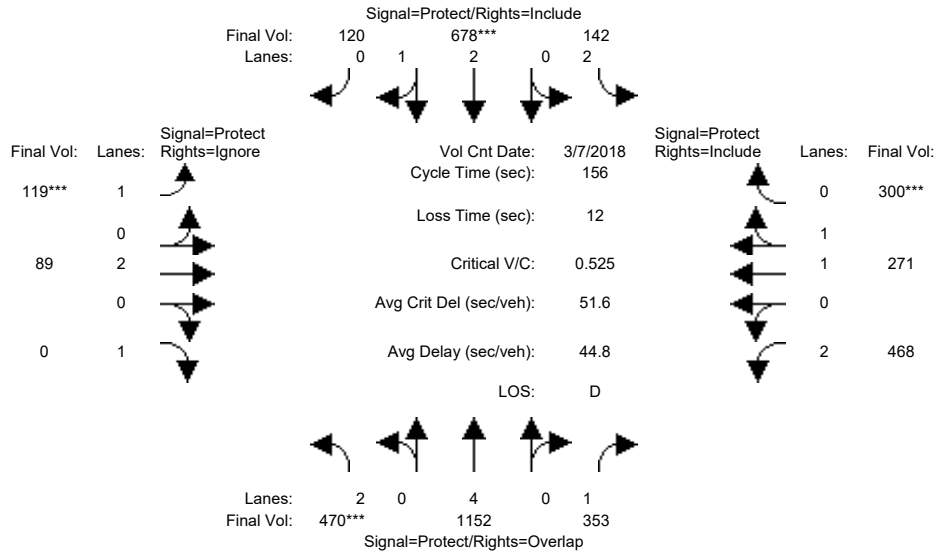 Signal=Protect/Rights=Include
Final Vol: 120 678*** 142
Lanes: 0 1 2 0 2
Signal=Protect Signal=Protect
Final Vol: Lanes: Rights=Ignore Vol Cnt Date: 3/7/2018 Rights=Include Lanes: Final Vol:
Cycle Time (sec): 156
119*** 1 0 300***
Loss Time (sec): 12
0 1
89 2 Critical V/C: 0.525 1 271
0 Avg Crit Del (sec/veh): 51.6 0
0 1 Avg Delay (sec/veh): 44.8 2 468
LOS: D
Lanes: 2 0 4 0 1
Final Vol: 470*** 1152 353
Signal=Protect/Rights=Overlap